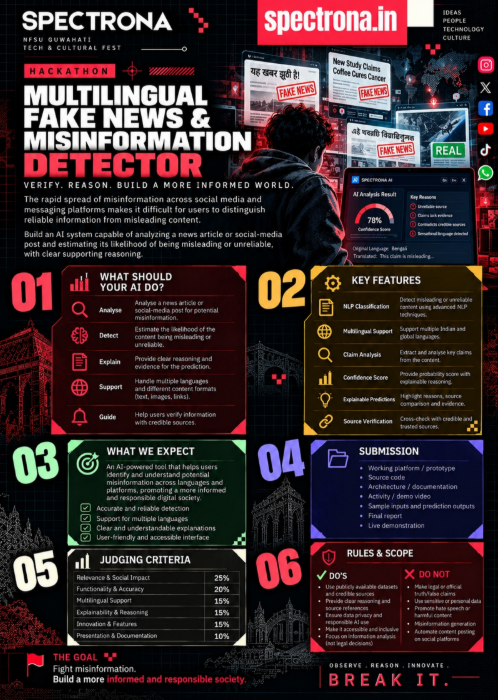 SPECTRONA
NFSU GUWAHATI
TECH & CULTURAL FEST
spectrona.in
IDEAS
PEOPLE
TECHNOLOGY
CULTURE
HACKATHON
MULTILINGUAL
FAKE NEWS &
MISINFORMATION
DETECTOR
VERIFY. REASON. BUILD A MORE INFORMED WORLD.
The rapid spread of misinformation across social media and
messaging platforms makes it difficult for users to distinguish
reliable information from misleading content.
Build an AI system capable of analyzing a news article or social-media
post and estimating its likelihood of being misleading or unreliable,
with clear supporting reasoning.
यह खबर झूठी है!
FAKE NEWS
New Study Claims
Coffee Cures Cancer
FAKE NEWS
FAKE NEWS
REAL
SPECTRONA AI
AI Analysis Result
78%
Confidence Score
Key Reasons
Unreliable source
Claims lack evidence
Contradicts credible sources
Original Language Bengali
Translated: This claim is misleading...
01
WHAT SHOULD
YOUR AI DO?
Analyse
Analyse a news article or
social-media post for potential
misinformation.
Detect
Estimate the likelihood of the
content being misleading or
unreliable.
Explain
Provide clear reasoning and
evidence for the prediction.
Support
Handle multiple languages
and different content formats
(text, images, links).
Guide
Help users verify information
with credible sources.
02
KEY FEATURES
NLP Classification
Detect misleading or unreliable
content using advanced NLP
techniques.
Multilingual Support
Support multiple Indian and
global languages.
Claim Analysis
Extract and analyse key claims
from the content.
Confidence Score
Provide probability score with
explainable reasoning.
Explainable Predictions
Highlight reasons, source
comparison and evidence.
Source Verification
Cross-check with credible and
trusted sources.
03
WHAT WE EXPECT
An AI-powered tool that helps users
identify and understand potential
misinformation across languages and
platforms, promoting a more informed
and responsible digital society.
Accurate and reliable detection
Support for multiple languages
Clear and understandable explanations
User-friendly and accessible interface
04
SUBMISSION
• Working platform / prototype
• Source code
• Architecture / documentation
• Activity / demo video
• Sample inputs and prediction outputs
• Final report
• Live demonstration
05
JUDGING CRITERIA
Relevance & Social Impact 25%
Functionality & Accuracy 20%
Multilingual Support 15%
Explainability & Reasoning 15%
Innovation & Features 15%
Presentation & Documentation 10%
06
RULES & SCOPE
DO'S
• Use publicly available datasets
and credible sources
• Provide clear reasoning and
source references
• Ensure data privacy and
responsible AI use
• Make it accessible and inclusive
• Focus on information analysis
(not legal decisions)
DO NOT
• Make legal or official
truth/false claims
• Use sensitive or personal data
• Promote hate speech or
harmful content
• Misinformation generation
• Automate content posting
on social platforms
THE GOAL
Fight misinformation.
Build a more informed and responsible society.
OBSERVE . REASON . INNOVATE .
BREAK IT.